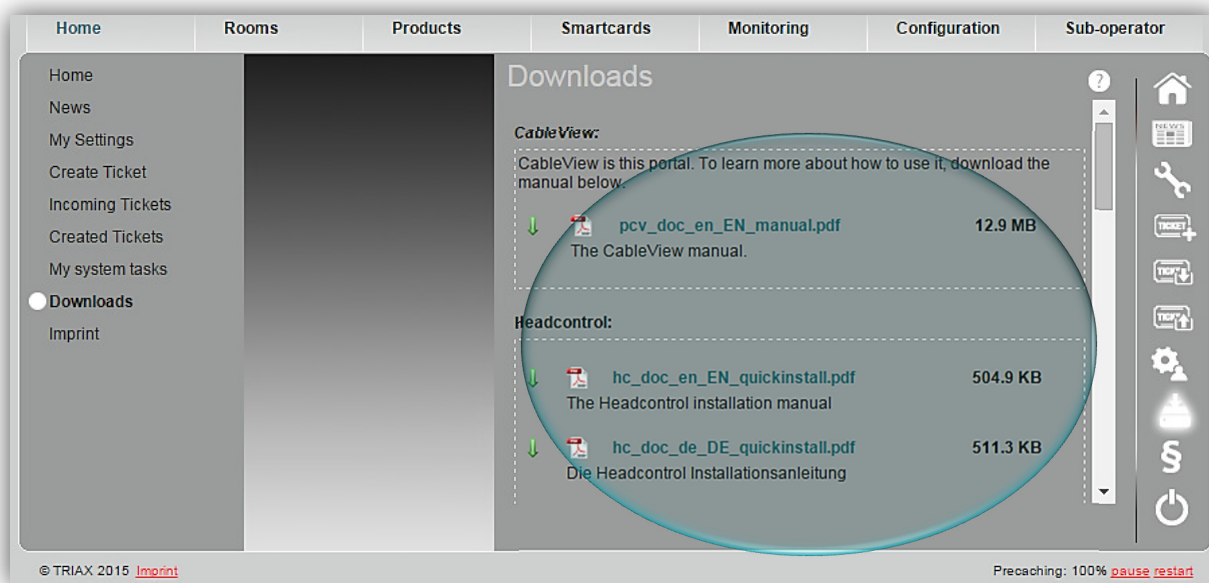 Home Rooms Products Smartcards Monitoring Configuration Sub-operator
Home
News
My Settings
Create Ticket
Incoming Tickets
Created Tickets
My system tasks
Downloads
Imprint
Downloads
?
CableView:
CableView is this portal. To learn more about how to use it, download the
manual below.
pcv_doc_en_EN_manual.pdf 12.9 MB
The CableView manual.
Headcontrol:
hc_doc_en_EN_quickinstall.pdf 504.9 KB
The Headcontrol installation manual
hc_doc_de_DE_quickinstall.pdf 511.3 KB
Die Headcontrol Installationsanleitung
NEWS
TICKET
§
© TRIAX 2015 Imprint
Precaching: 100% pause restart